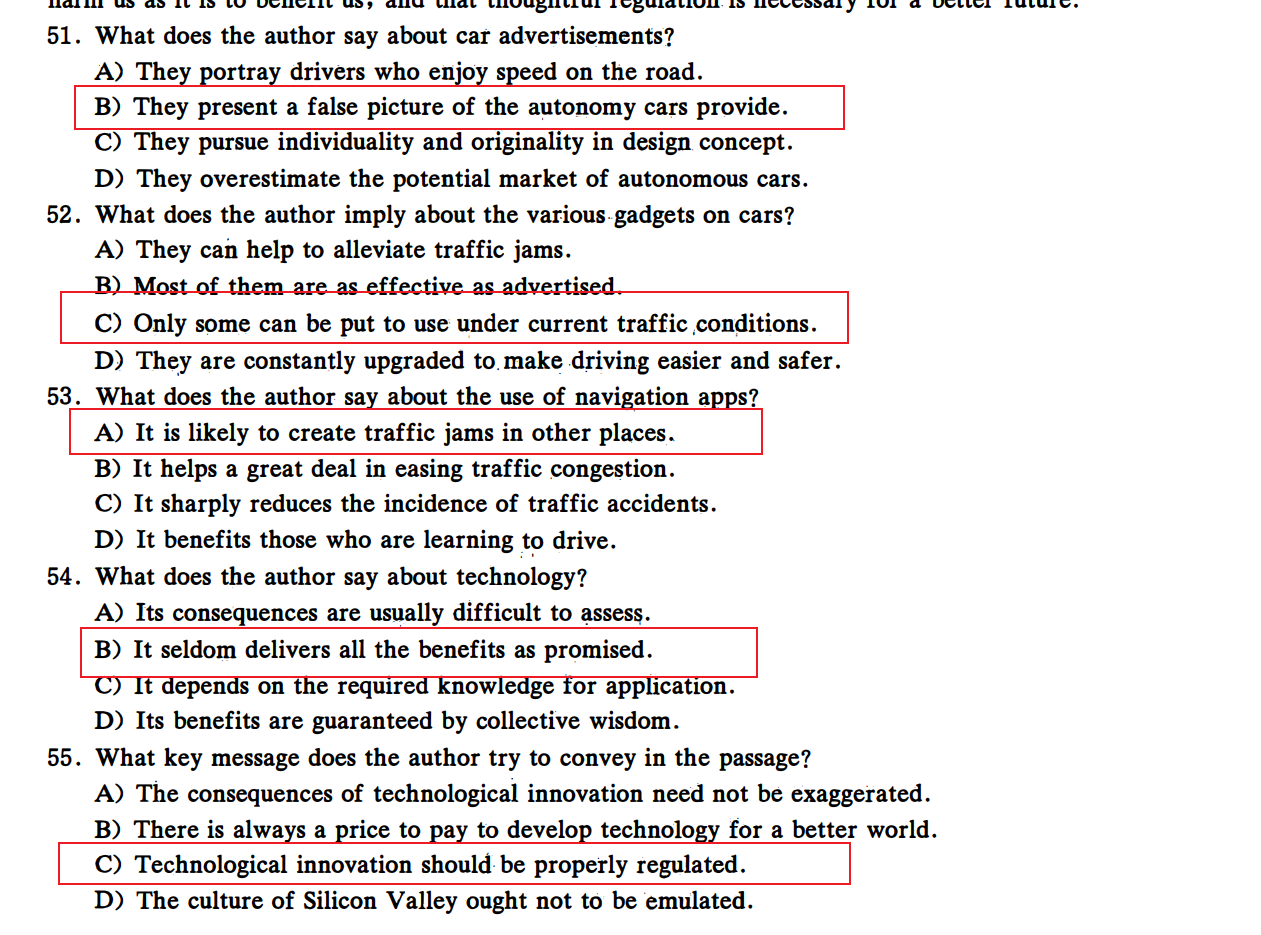 harm us as it is to benefit us, and that thoughtful regulation is necessary for a better future.
51. What does the author say about car advertisements?
A) They portray drivers who enjoy speed on the road.
B) They present a false picture of the autonomy cars provide.
C) They pursue individuality and originality in design concept.
D) They overestimate the potential market of autonomous cars.
52. What does the author imply about the various gadgets on cars?
A) They can help to alleviate traffic jams.
B) Most of them are as effective as advertised.
C) Only some can be put to use under current traffic conditions.
D) They are constantly upgraded to make driving easier and safer.
53. What does the author say about the use of navigation apps?
A) It is likely to create traffic jams in other places.
B) It helps a great deal in easing traffic congestion.
C) It sharply reduces the incidence of traffic accidents.
D) It benefits those who are learning to drive.
54. What does the author say about technology?
A) Its consequences are usually difficult to assess.
B) It seldom delivers all the benefits as promised.
C) It depends on the required knowledge for application.
D) Its benefits are guaranteed by collective wisdom.
55. What key message does the author try to convey in the passage?
A) The consequences of technological innovation need not be exaggerated.
B) There is always a price to pay to develop technology for a better world.
C) Technological innovation should be properly regulated.
D) The culture of Silicon Valley ought not to be emulated.